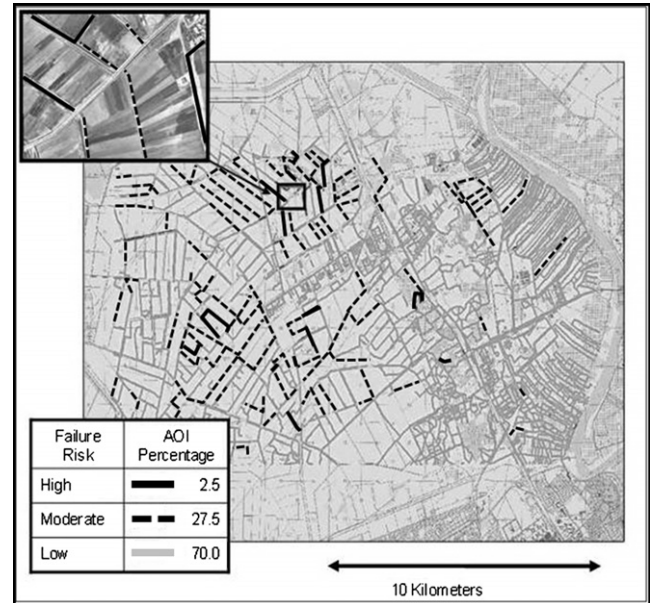 Failure Risk AOI Percentage
High 2.5
Moderate 27.5
Low 70.0
10 Kilometers